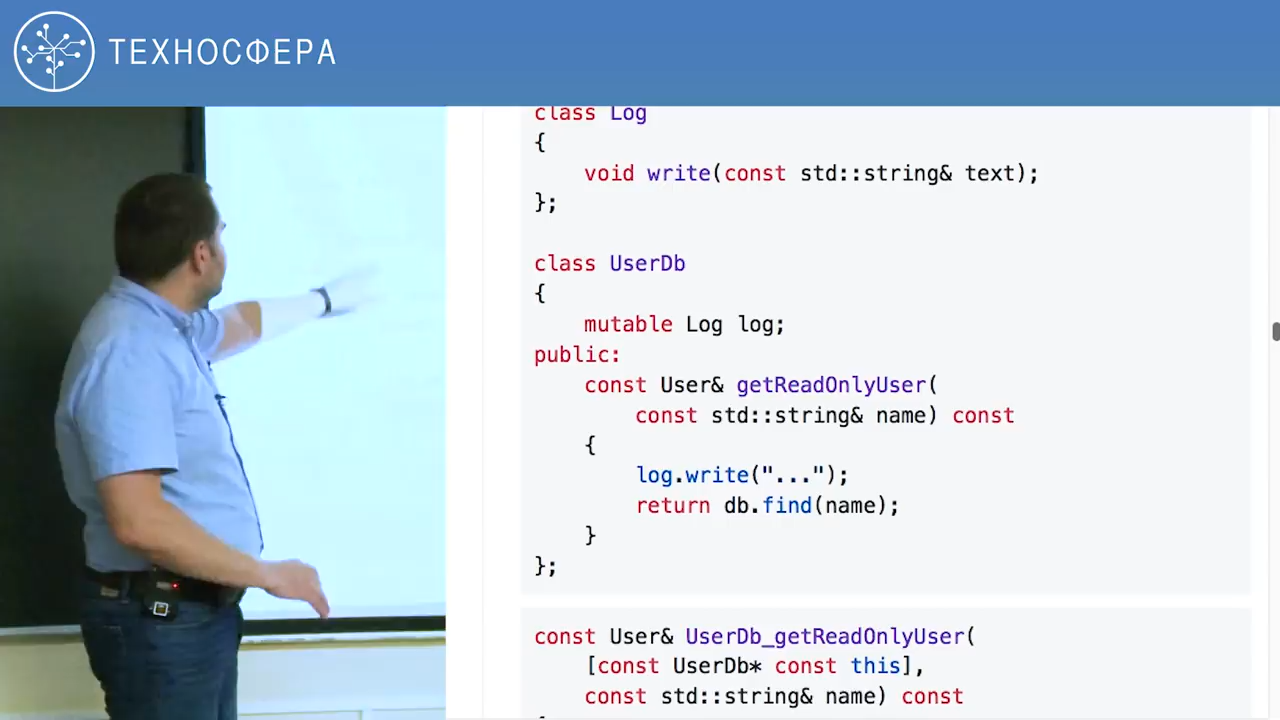 ТЕХНОСФЕРА
class Log
{
    void write(const std::string& text);
};

class UserDb
{
    mutable Log log;
public:
    const User& getReadOnlyUser(
        const std::string& name) const
    {
        log.write("...");
        return db.find(name);
    }
};
const User& UserDb_getReadOnlyUser(
    [const UserDb* const this],
    const std::string& name) const